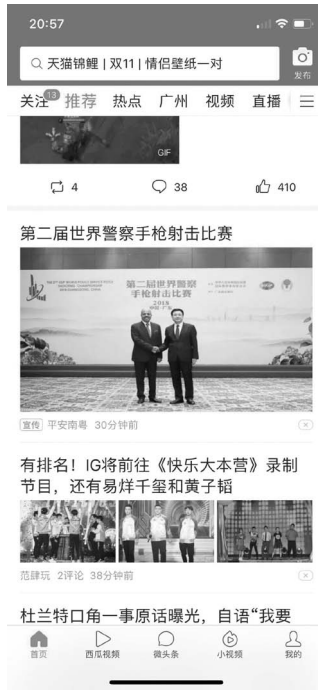 20:57
天猫锦鲤 | 双11 | 情侣壁纸一对
发布
关注 13 推荐 热点 广州 视频 直播
GIF
4 38 410
第二届世界警察手枪射击比赛
第二届世界警察
手枪射击比赛
2018
宣传 平安南粤 30分钟前
有排名！IG将前往《快乐大本营》录制
节目，还有易烊千玺和黄子韬
范肆玩 2评论 38分钟前
杜兰特口角一事原话曝光，自语“我要
首页 西瓜视频 微头条 小视频 我的